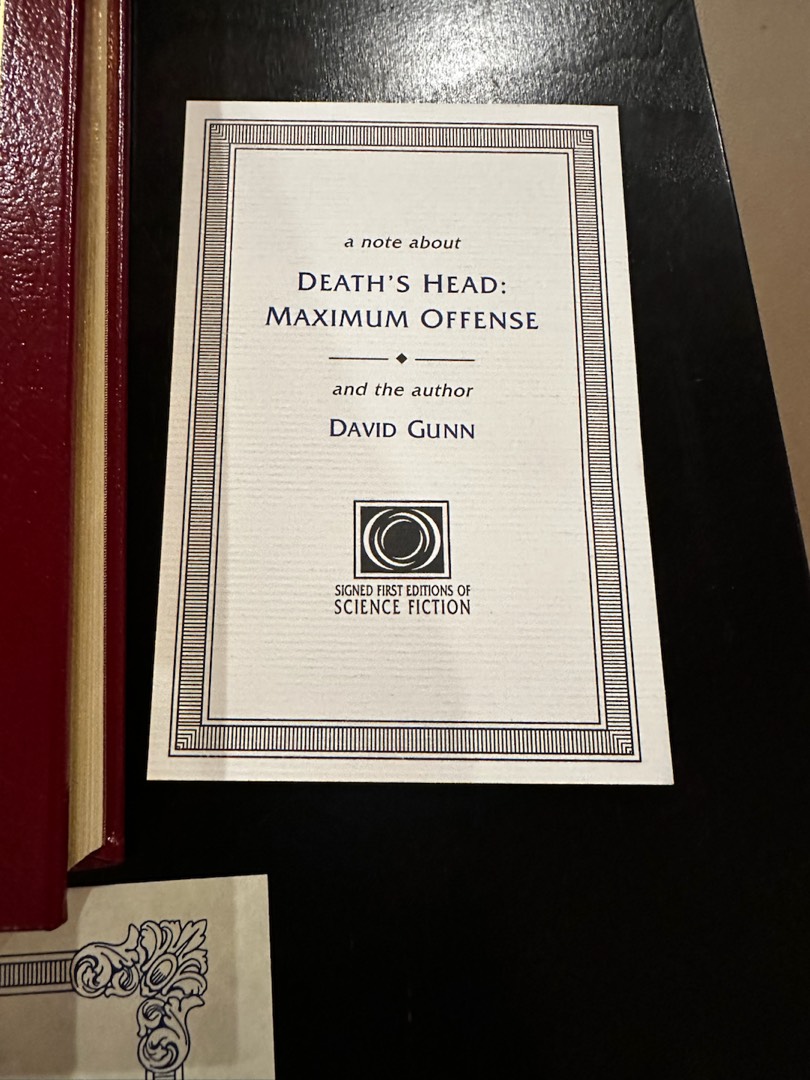 a note about
DEATH'S HEAD:
MAXIMUM OFFENSE
and the author
DAVID GUNN
SIGNED FIRST EDITIONS OF
SCIENCE FICTION